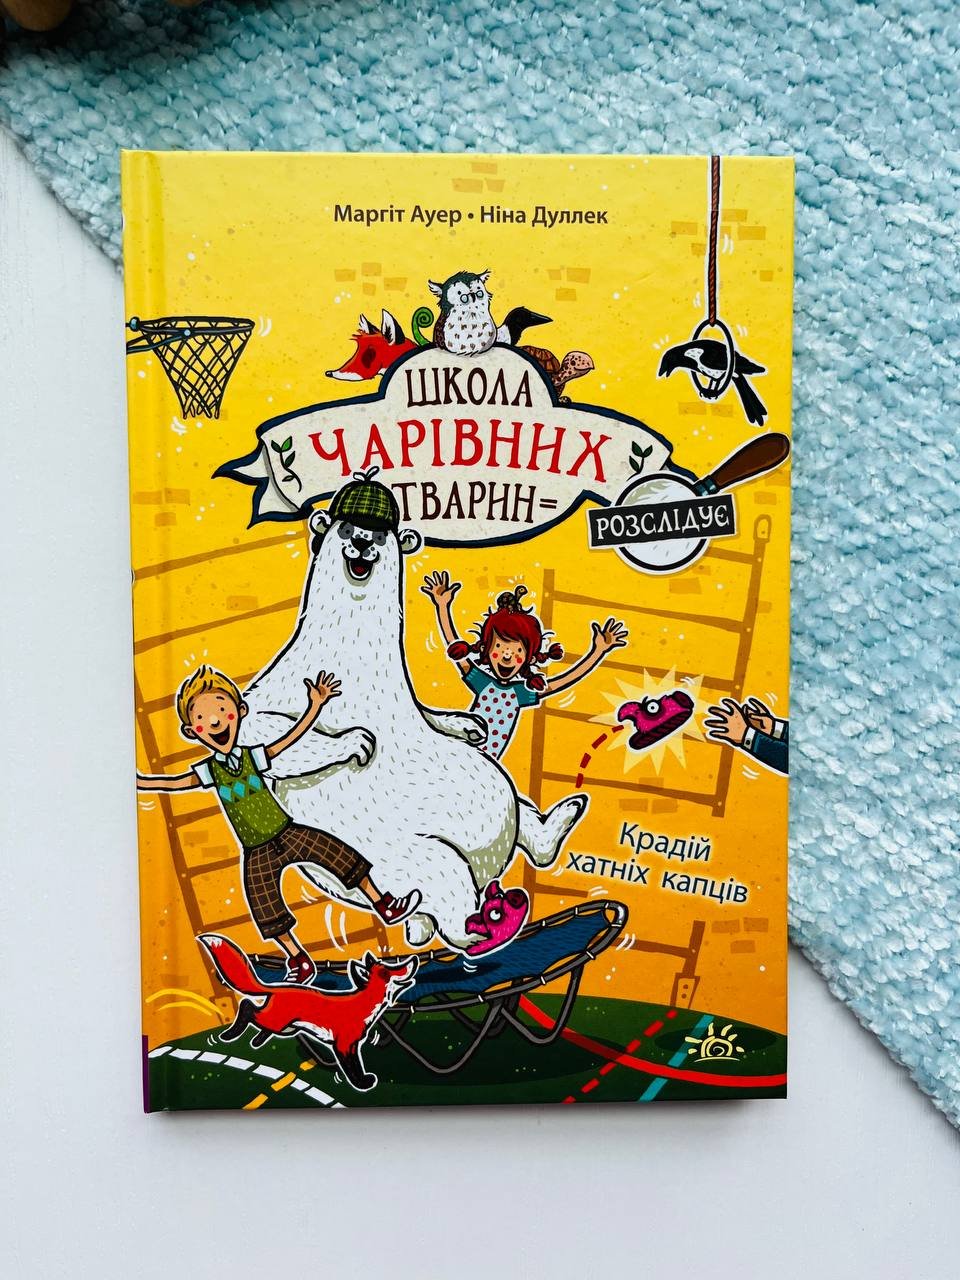 Маргіт Ауер • Ніна Дуллек
ШКОЛА
ЧАРІВНИХ
ТВАРИН=
РОЗСЛІДУЄ
Крадій
хатніх капців